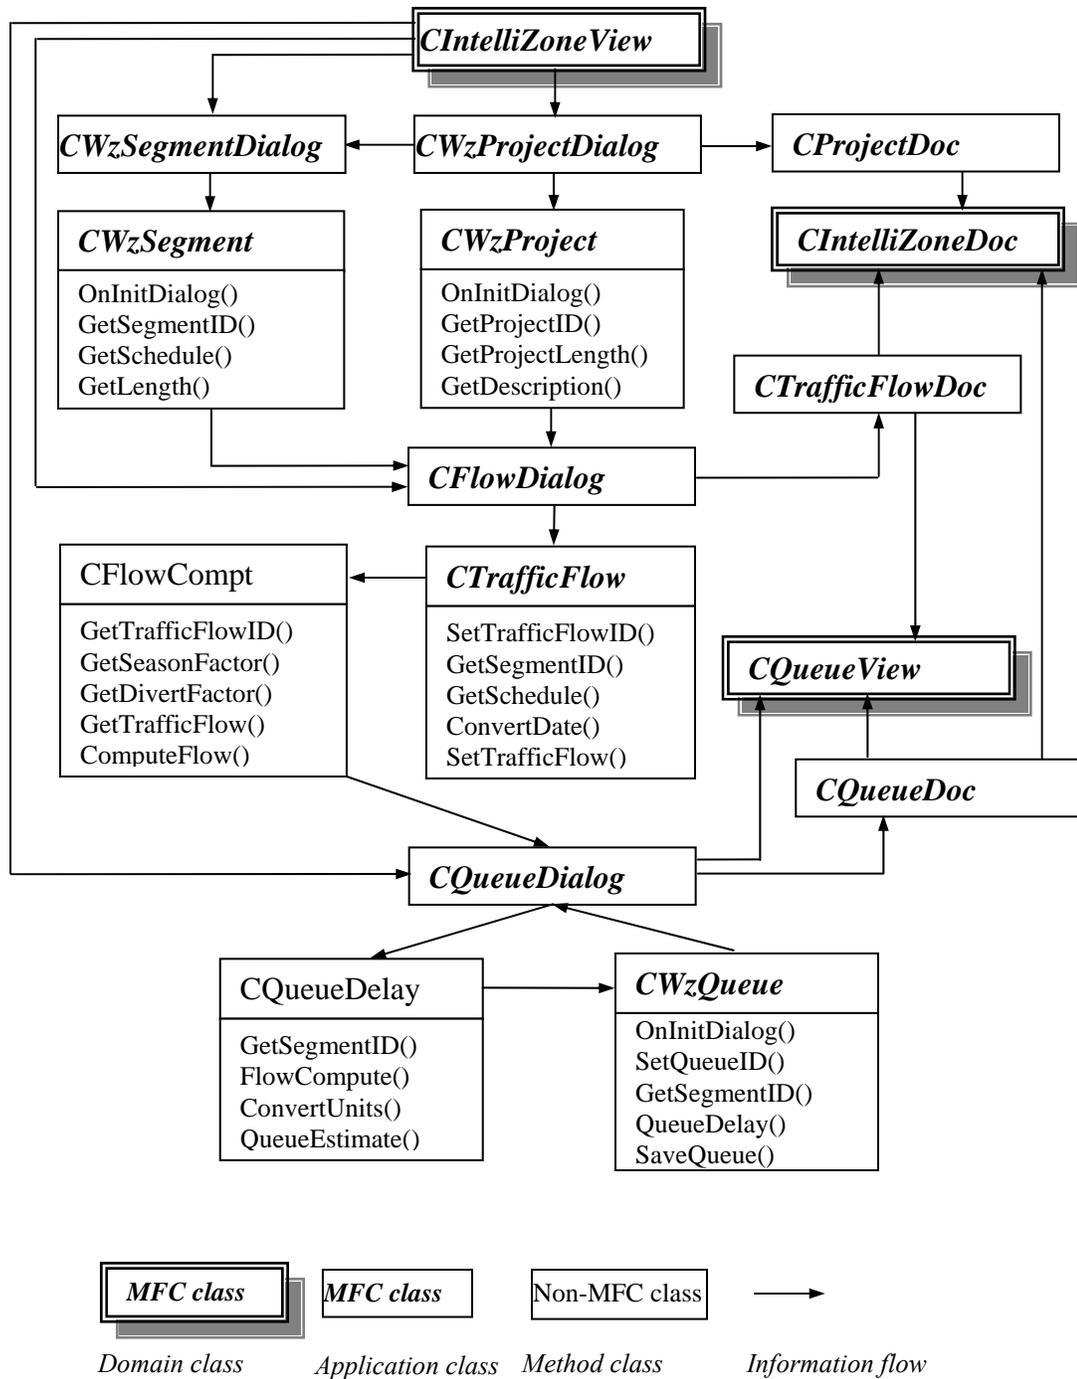 CIntelliZoneView
CWzSegmentDialog
CWzProjectDialog
CProjectDoc
CWzSegment
OnInitDialog()
GetSegmentID()
GetSchedule()
GetLength()
CWzProject
OnInitDialog()
GetProjectID()
GetProjectLength()
GetDescription()
CIntelliZoneDoc
CTrafficFlowDoc
CFlowDialog
CFlowCompt
GetTrafficFlowID()
GetSeasonFactor()
GetDivertFactor()
GetTrafficFlow()
ComputeFlow()
CTrafficFlow
SetTrafficFlowID()
GetSegmentID()
GetSchedule()
ConvertDate()
SetTrafficFlow()
CQueueView
CQueueDoc
CQueueDialog
CQueueDelay
GetSegmentID()
FlowCompute()
ConvertUnits()
QueueEstimate()
CWzQueue
OnInitDialog()
SetQueueID()
GetSegmentID()
QueueDelay()
SaveQueue()
MFC class
MFC class
Non-MFC class
Domain class
Application class
Method class
Information flow